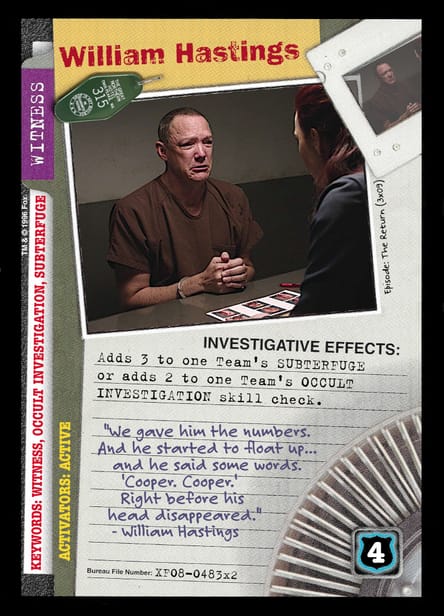 William Hastings
WITNESS
315
TM & © 1996 Fox.
KEYWORDS: WITNESS, OCCULT INVESTIGATION, SUBTERFUGE
ACTIVATORS: ACTIVE
Episode: The Return (3x09)
INVESTIGATIVE EFFECTS:
Adds 3 to one Team's SUBTERFUGE
or adds 2 to one Team's OCCULT
INVESTIGATION skill check.
"We gave him the numbers.
And he started to float up...
and he said some words.
'Cooper. Cooper.'
Right before his
head disappeared."
- William Hastings
Bureau File Number: XF08-0483x2
4